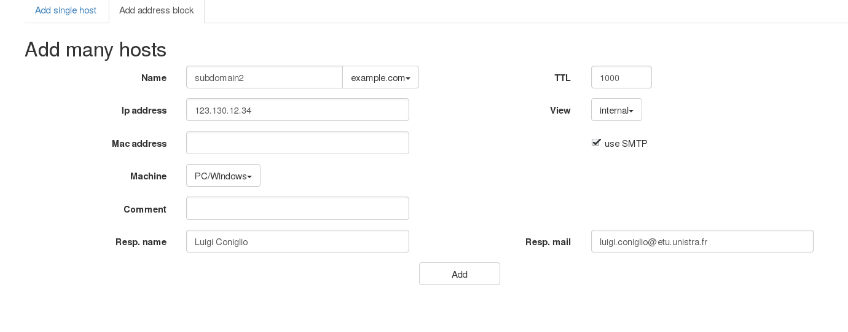 Add single host Add address block
Add many hosts
Name subdomain2 example.com TTL 1000
Ip address 123.130.12.34 View internal
Mac address use SMTP
Machine PC/Windows
Comment
Resp. name Luigi Coniglio Resp. mail luigi.coniglio@etu.unistra.fr
Add